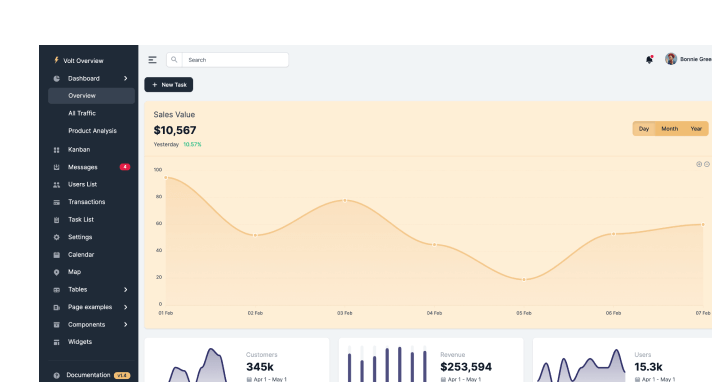 Volt Overview
Dashboard
Overview
All Traffic
Product Analysis
Kanban
Messages 4
Users List
Transactions
Task List
Settings
Calendar
Map
Tables
Page examples
Components
Widgets
Documentation v1.4
Search
Bonnie Gree
+ New Task
Sales Value
$10,567
Yesterday 10.57%
Day Month Year
100
80
60
40
20
0
01 Feb 02 Feb 03 Feb 04 Feb 05 Feb 06 Feb 07 Feb
Customers
345k
Apr 1 - May 1
Revenue
$253,594
Apr 1 - May 1
Users
15.3k
Apr 1 - May 1